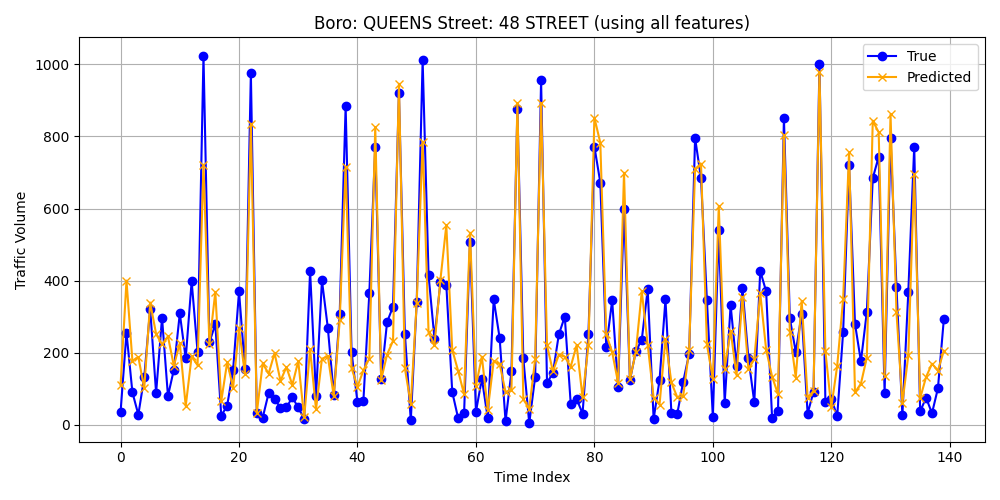 Boro: QUEENS Street: 48 STREET (using all features)
True
Predicted
Traffic Volume
1000
800
600
400
200
0
0 20 40 60 80 100 120 140
Time Index